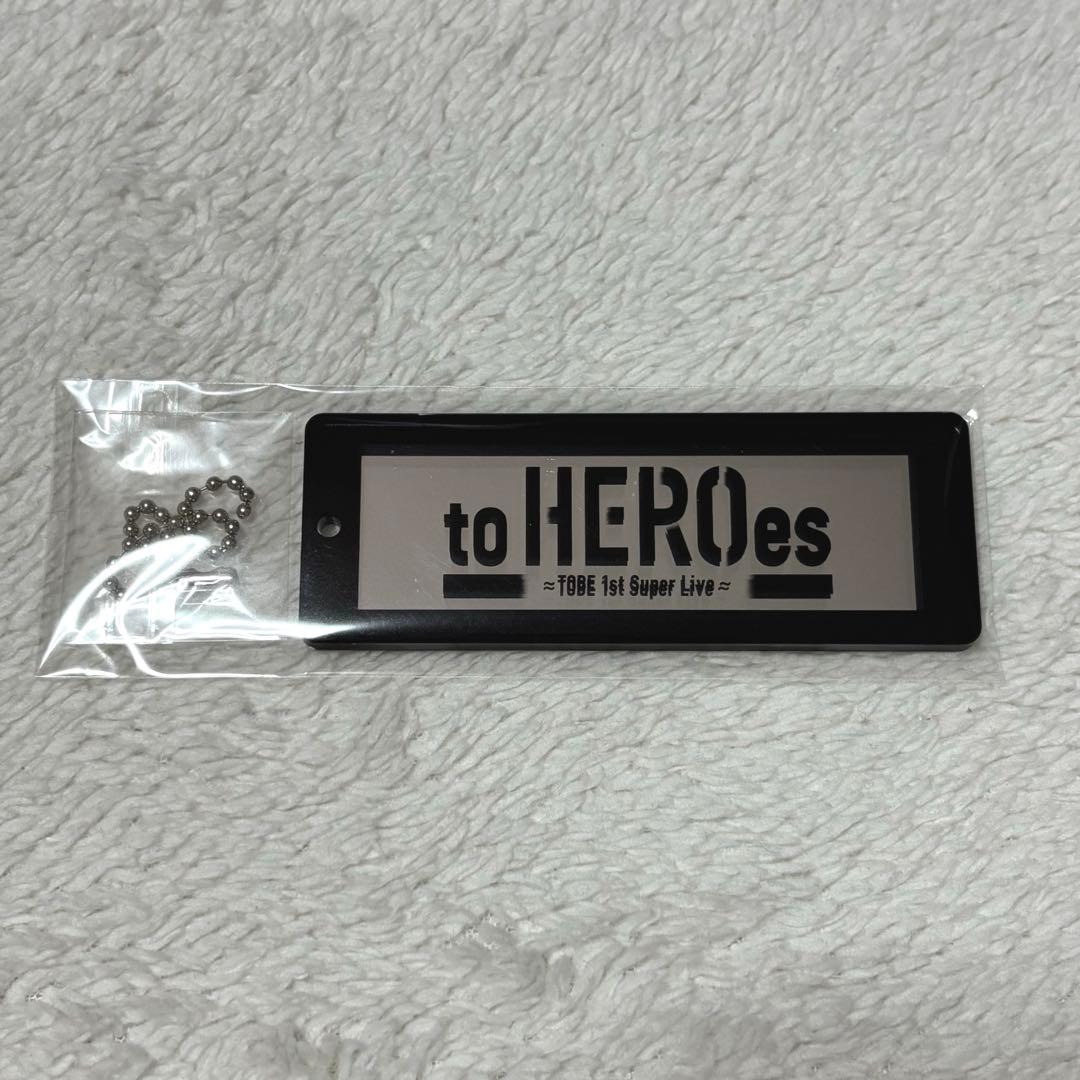 to HEROes
≈ TOBE 1st Super Live ≈